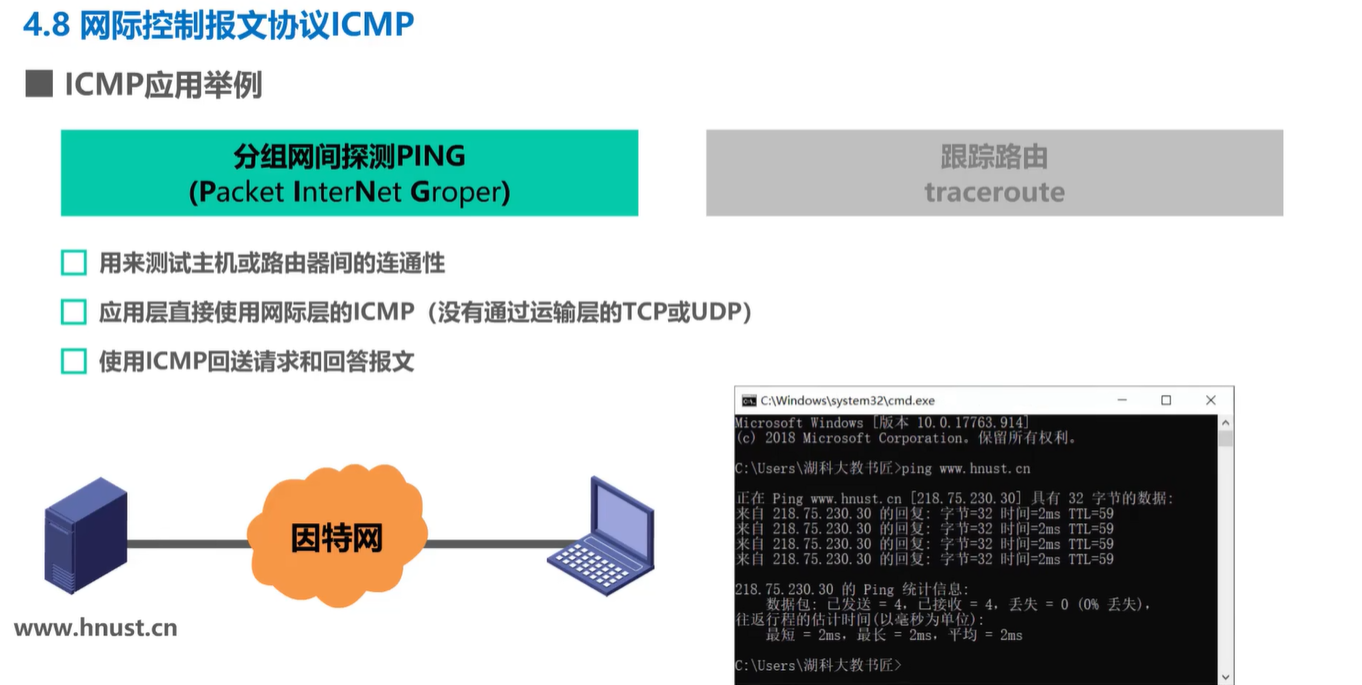 4.8 网际控制报文协议ICMP
ICMP应用举例
分组网间探测PING
(Packet InterNet Groper)
跟踪路由
traceroute
用来测试主机或路由器间的连通性
应用层直接使用网际层的ICMP（没有通过运输层的TCP或UDP）
使用ICMP回送请求和回答报文
因特网
www.hnust.cn
C:\Windows\system32\cmd.exe
Microsoft Windows [版本 10.0.17763.914]
(c) 2018 Microsoft Corporation。保留所有权利。
C:\Users\湖科大教书匠>ping www.hnust.cn
正在 Ping www.hnust.cn [218.75.230.30] 具有 32 字节的数据:
来自 218.75.230.30 的回复: 字节=32 时间=2ms TTL=59
来自 218.75.230.30 的回复: 字节=32 时间=2ms TTL=59
来自 218.75.230.30 的回复: 字节=32 时间=2ms TTL=59
来自 218.75.230.30 的回复: 字节=32 时间=2ms TTL=59
218.75.230.30 的 Ping 统计信息:
数据包: 已发送 = 4，已接收 = 4，丢失 = 0 (0% 丢失)，
往返行程的估计时间(以毫秒为单位):
最短 = 2ms，最长 = 2ms，平均 = 2ms
C:\Users\湖科大教书匠>